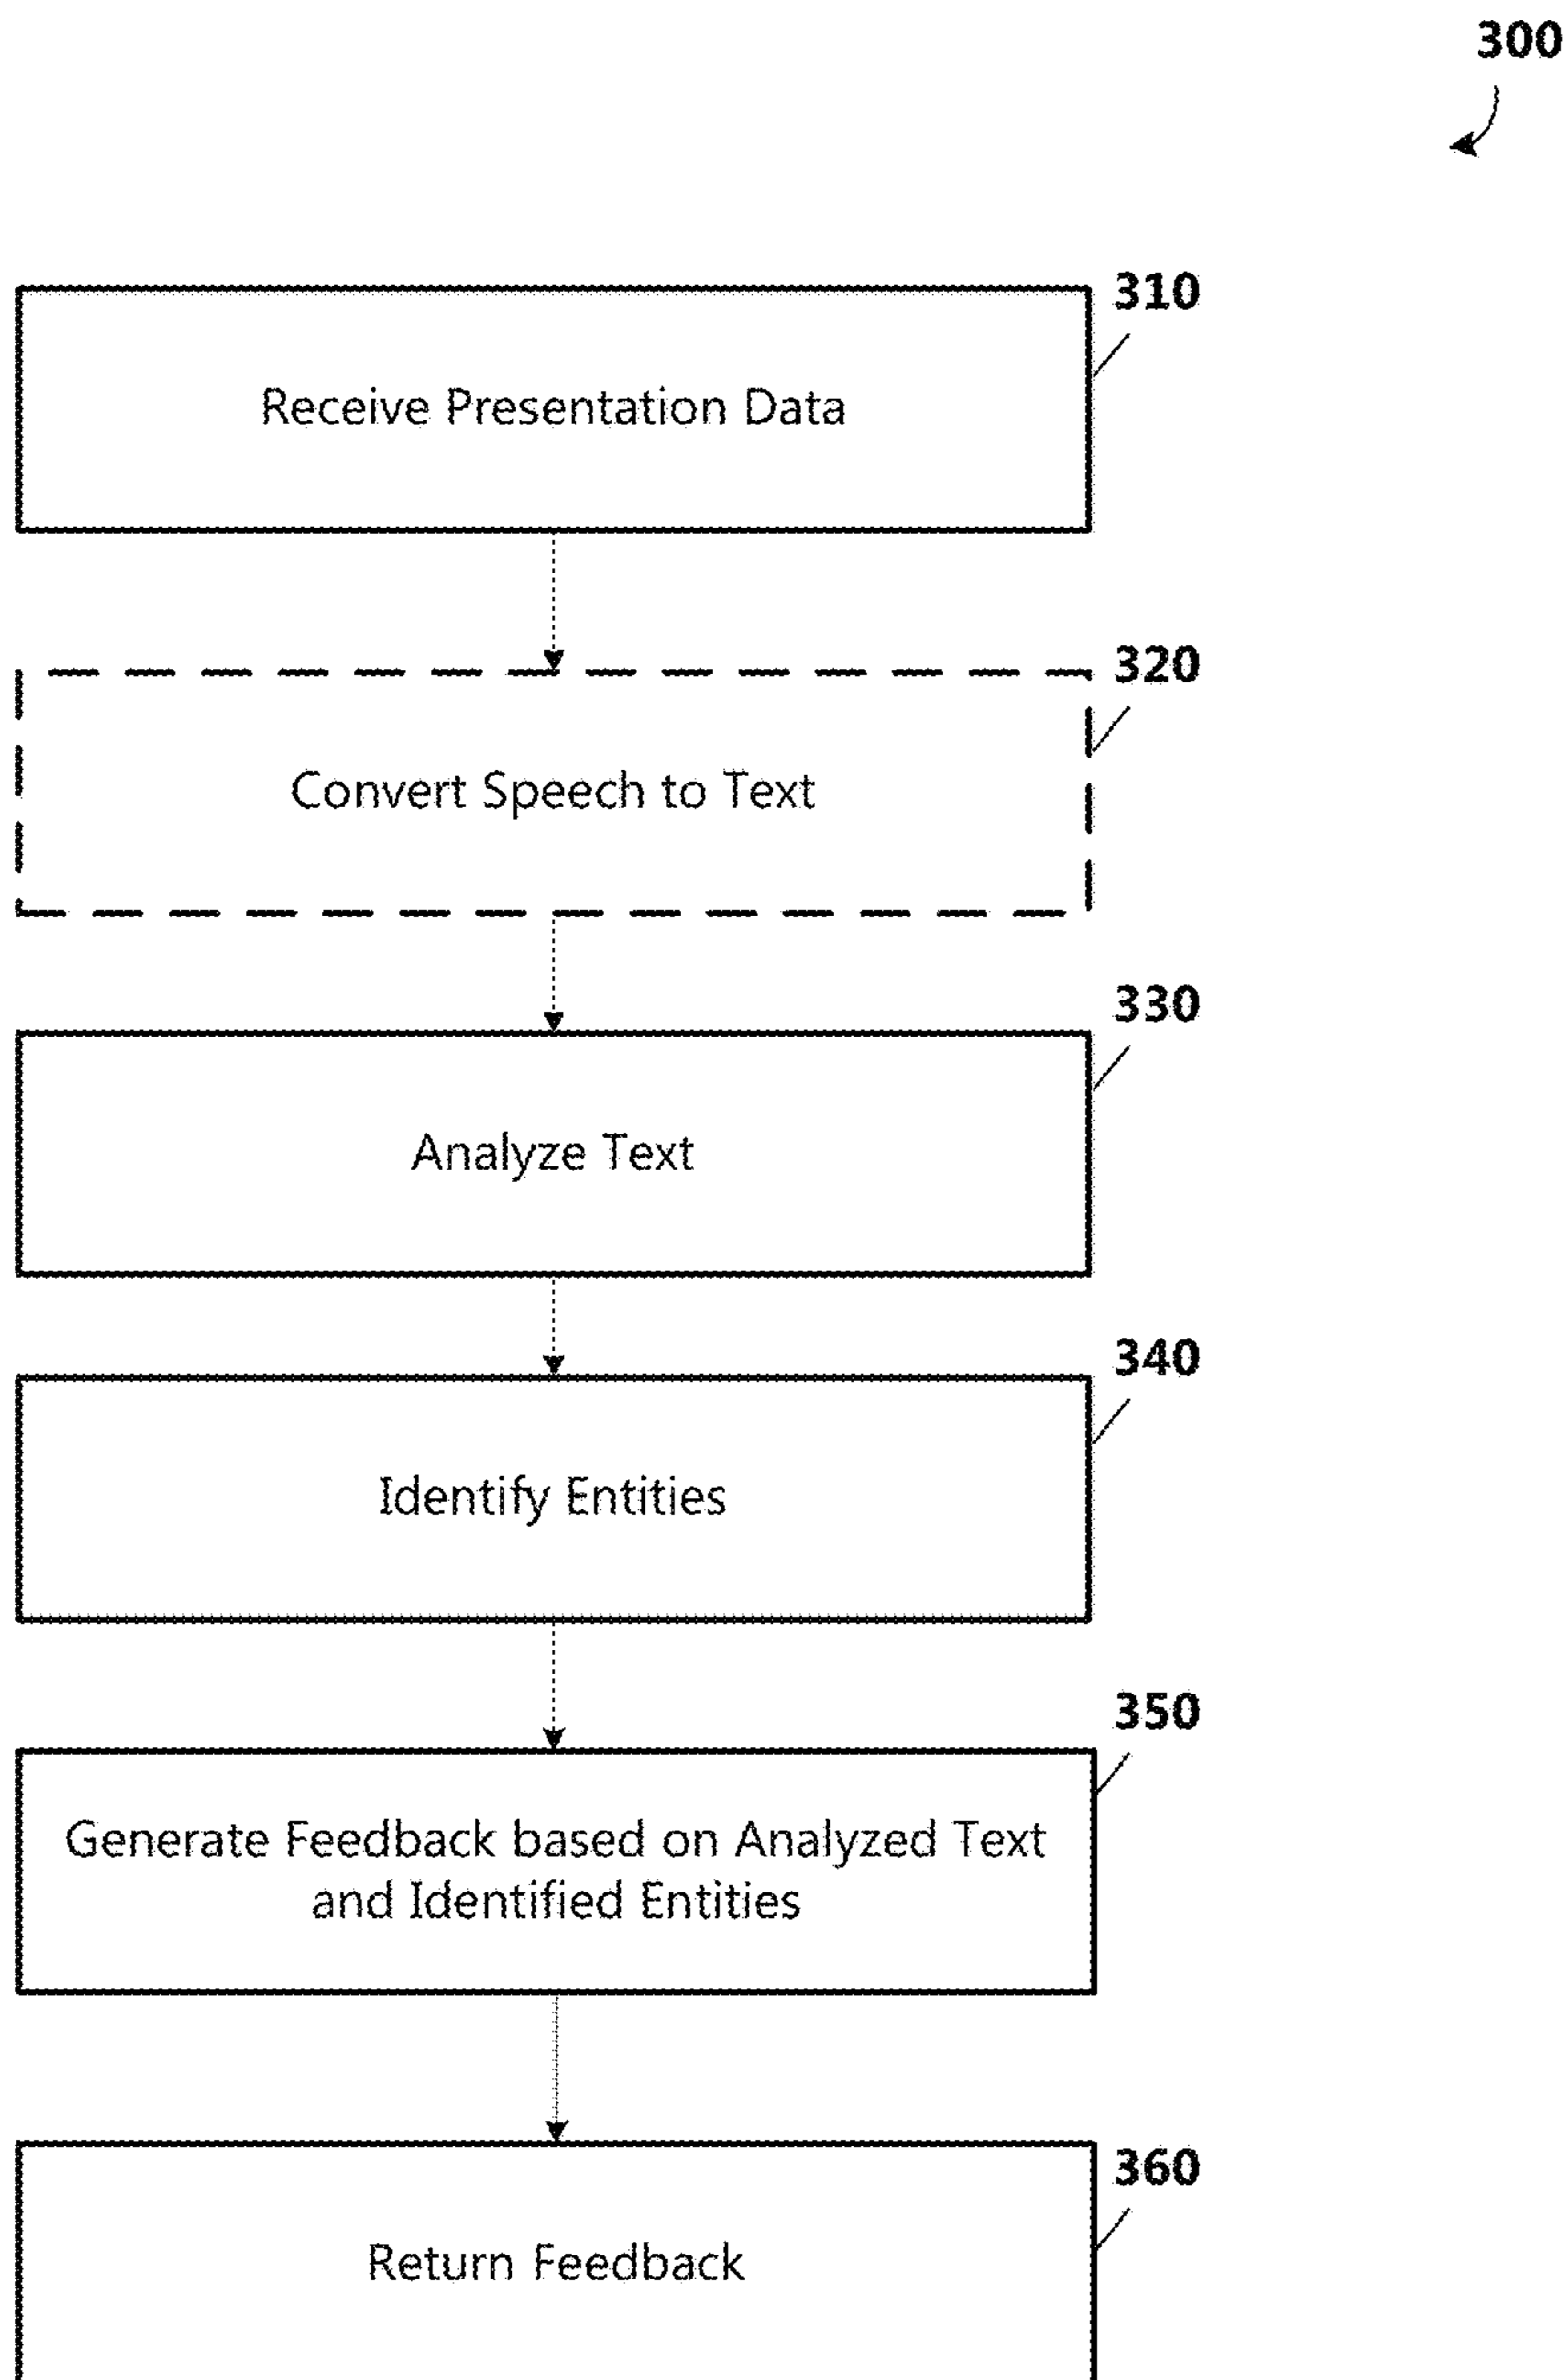 300
310
Receive Presentation Data
320
Convert Speech to Text
330
Analyze Text
340
Identify Entities
350
Generate Feedback based on Analyzed Text
and Identified Entities
360
Return Feedback